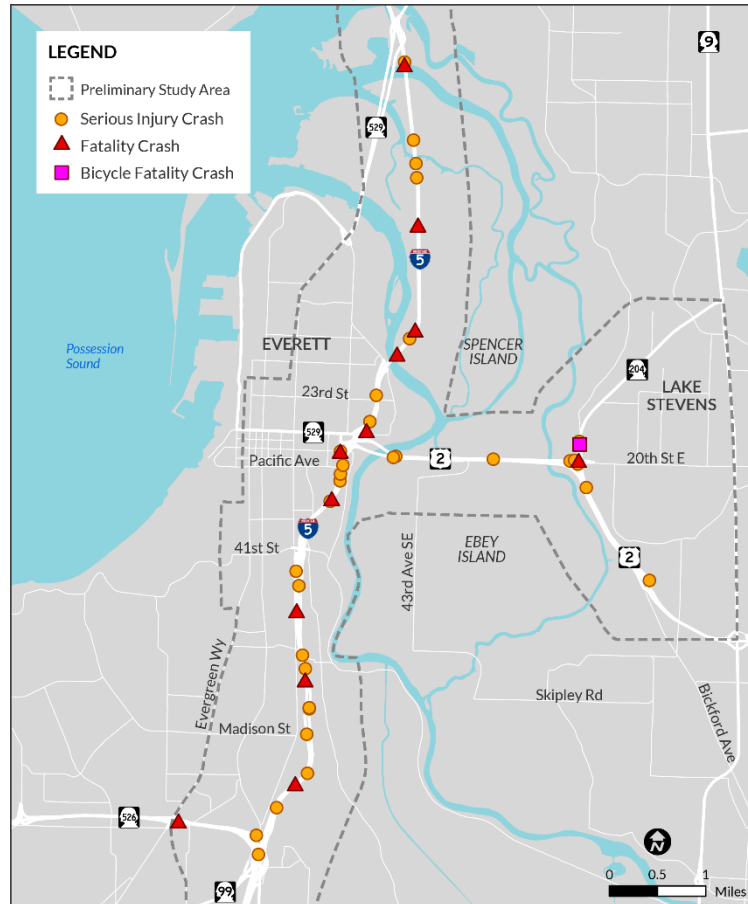 LEGEND
Preliminary Study Area
Serious Injury Crash
Fatality Crash
Bicycle Fatality Crash
9
529
INTERSTATE
5
Possession
Sound
EVERETT
SPENCER
ISLAND
204
LAKE
STEVENS
23rd St
529
Pacific Ave
2
20th St E
INTERSTATE
5
41st St
43rd Ave SE
EBEY
ISLAND
2
Evergreen Wy
Skipley Rd
Bickford Ave
Madison St
526
N
99
0 0.5 1
Miles